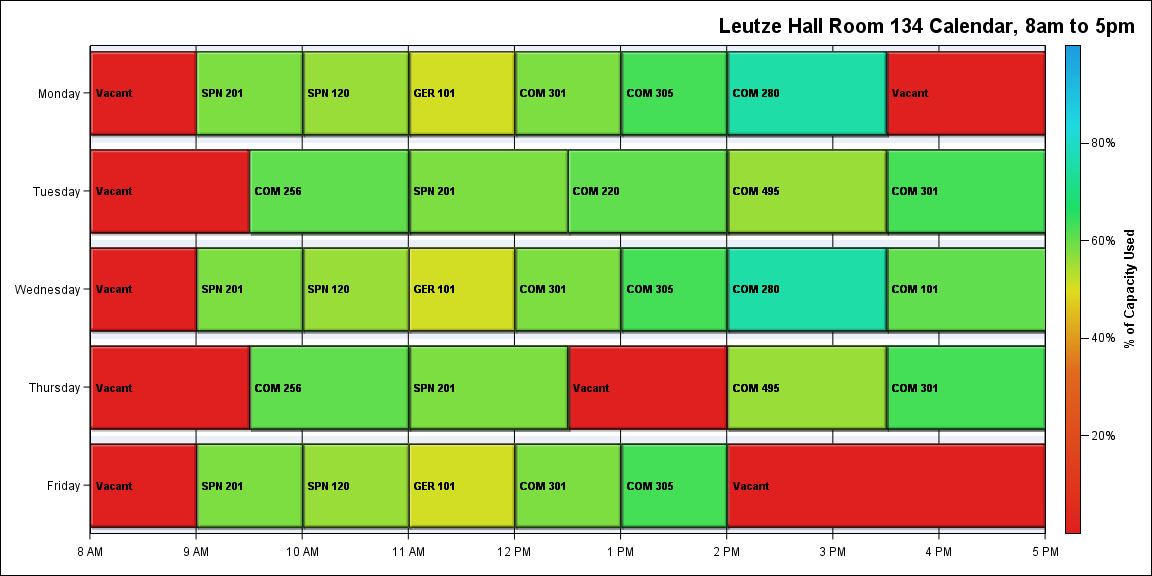 Leutze Hall Room 134 Calendar, 8am to 5pm
Monday
Vacant
SPN 201
SPN 120
GER 101
COM 301
COM 305
COM 280
Vacant
Tuesday
Vacant
COM 256
SPN 201
COM 220
COM 495
COM 301
Wednesday
Vacant
SPN 201
SPN 120
GER 101
COM 301
COM 305
COM 280
COM 101
Thursday
Vacant
COM 256
SPN 201
Vacant
COM 495
COM 301
Friday
Vacant
SPN 201
SPN 120
GER 101
COM 301
COM 305
Vacant
8 AM
9 AM
10 AM
11 AM
12 PM
1 PM
2 PM
3 PM
4 PM
5 PM
80%
60%
40%
20%
% of Capacity Used